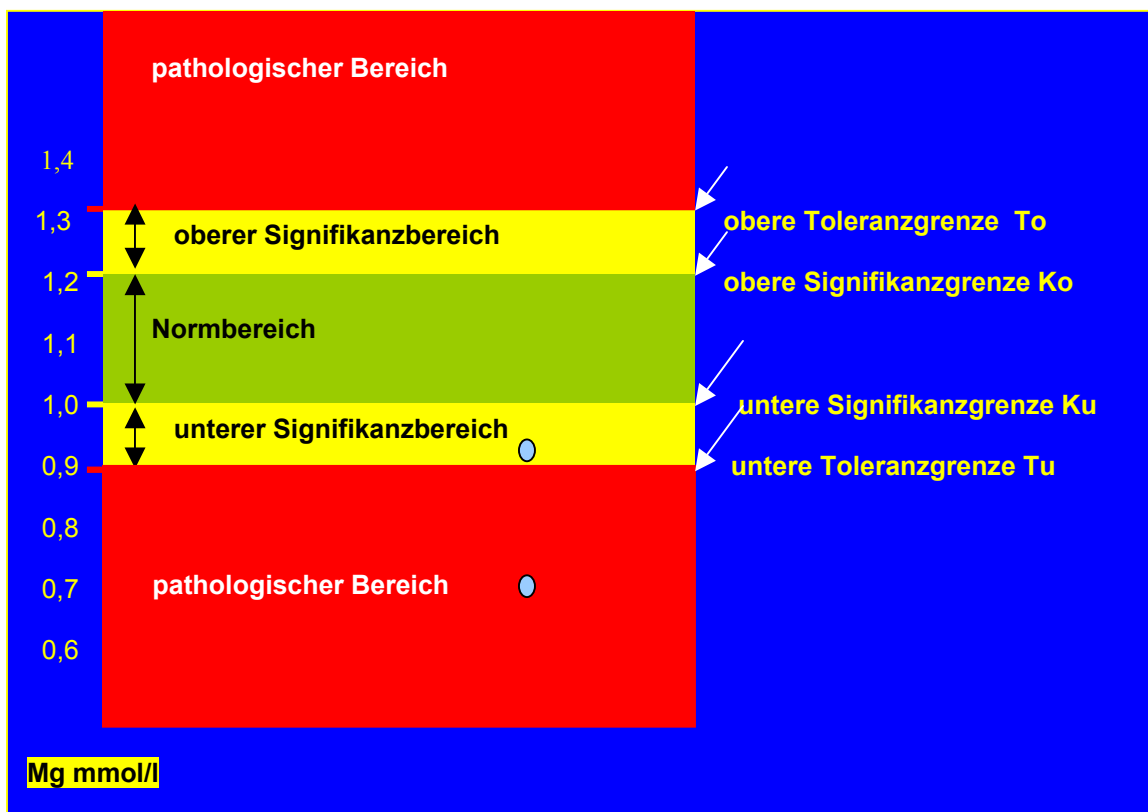 pathologischer Bereich
1,4
1,3
oberer Signifikanzbereich
obere Toleranzgrenze To
1,2
obere Signifikanzgrenze Ko
1,1
Normbereich
1,0
untere Signifikanzgrenze Ku
unterer Signifikanzbereich
0,9
untere Toleranzgrenze Tu
0,8
0,7
pathologischer Bereich
0,6
Mg mmol/l